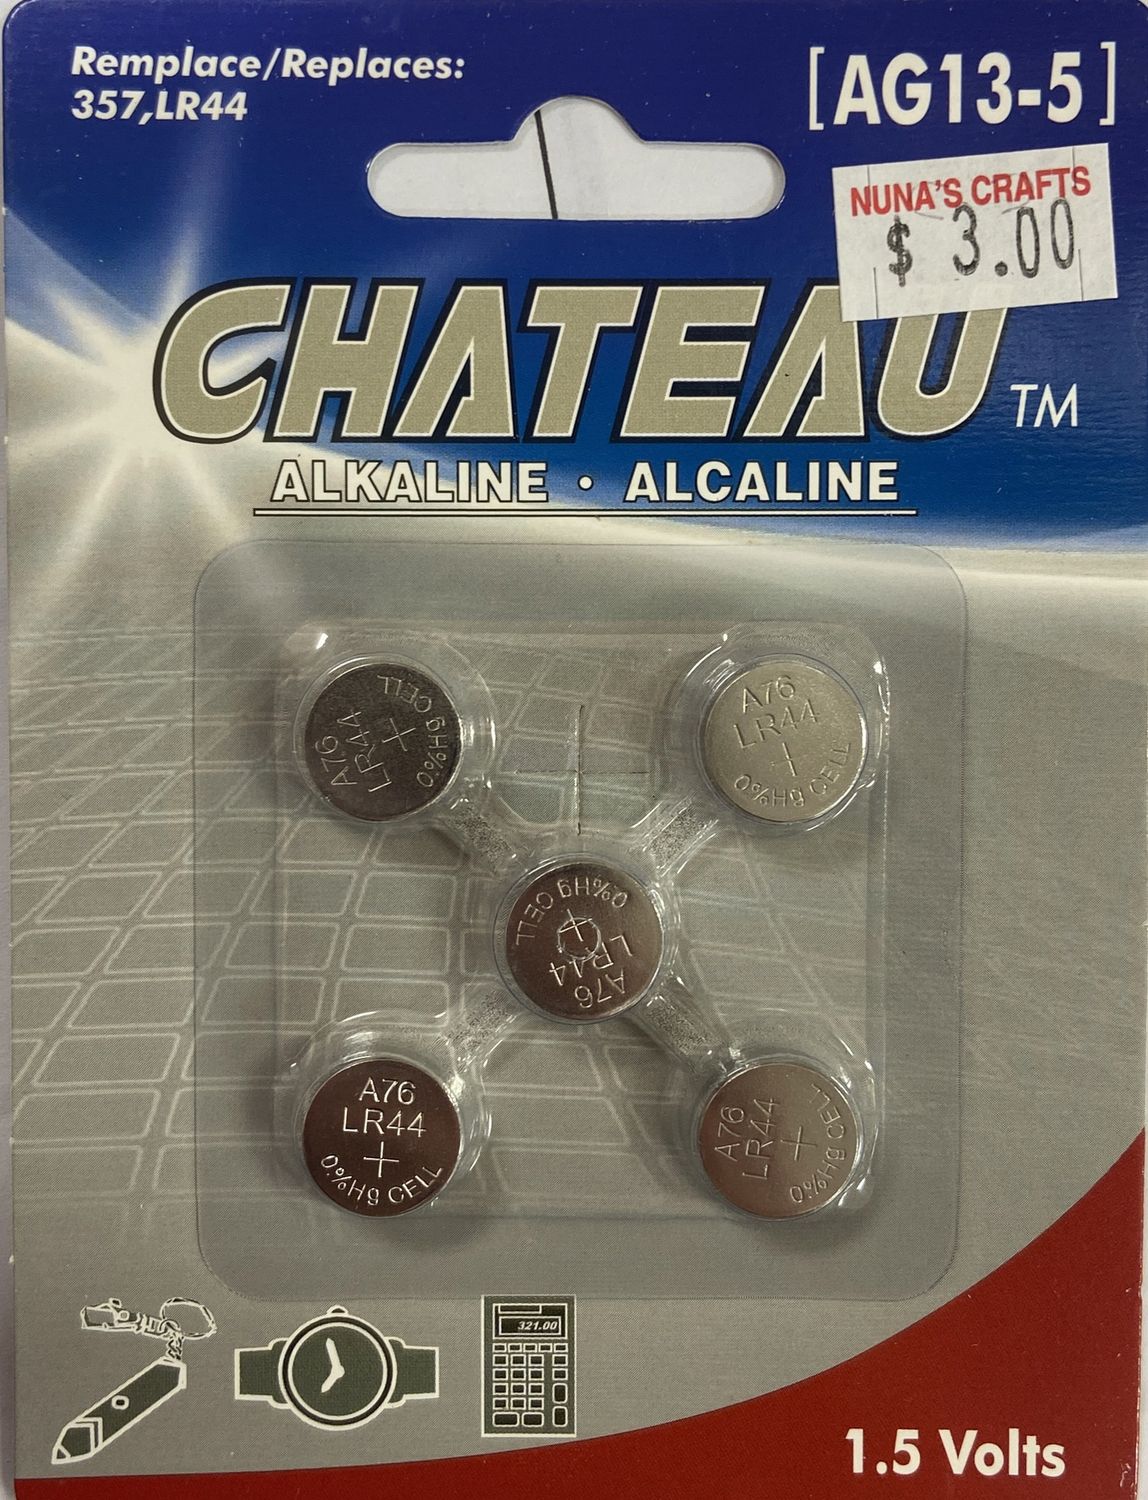 Remplace/Replaces:
357,LR44
[AG13-5]
NUNA'S CRAFTS
$ 3.00
CHATEAU TM
ALKALINE • ALCALINE
A76
LR44
+
0%Hg CELL
A76
LR44
+
0%Hg CELL
A76
LR44
+
0%Hg CELL
A76
LR44
+
0%Hg CELL
A76
LR44
+
0%Hg CELL
321.00
1.5 Volts